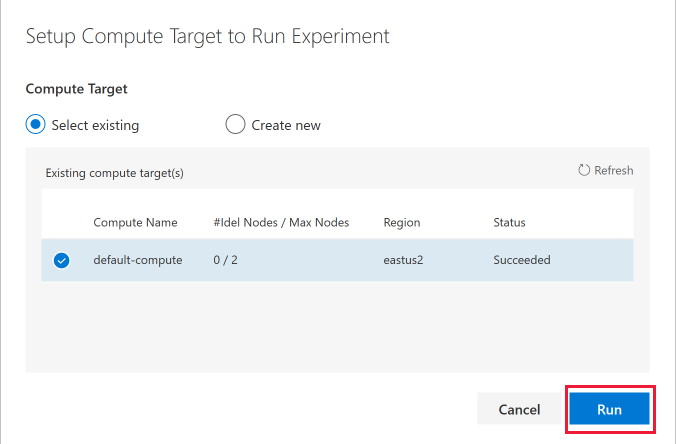 Setup Compute Target to Run Experiment
Compute Target
Select existing Create new
Existing compute target(s) Refresh
Compute Name #Idel Nodes / Max Nodes Region Status
default-compute 0 / 2 eastus2 Succeeded
Cancel Run